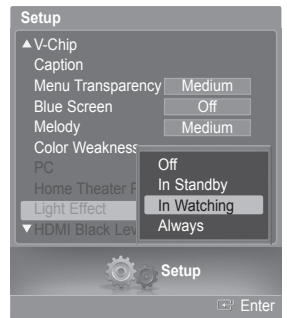 Setup
▲ V-Chip
Caption
Menu Transparency Medium
Blue Screen Off
Melody Medium
Color Weakness
PC
Home Theater
Light Effect
▼ HDMI Black
Off
In Standby
In Watching
Always
Setup
Enter